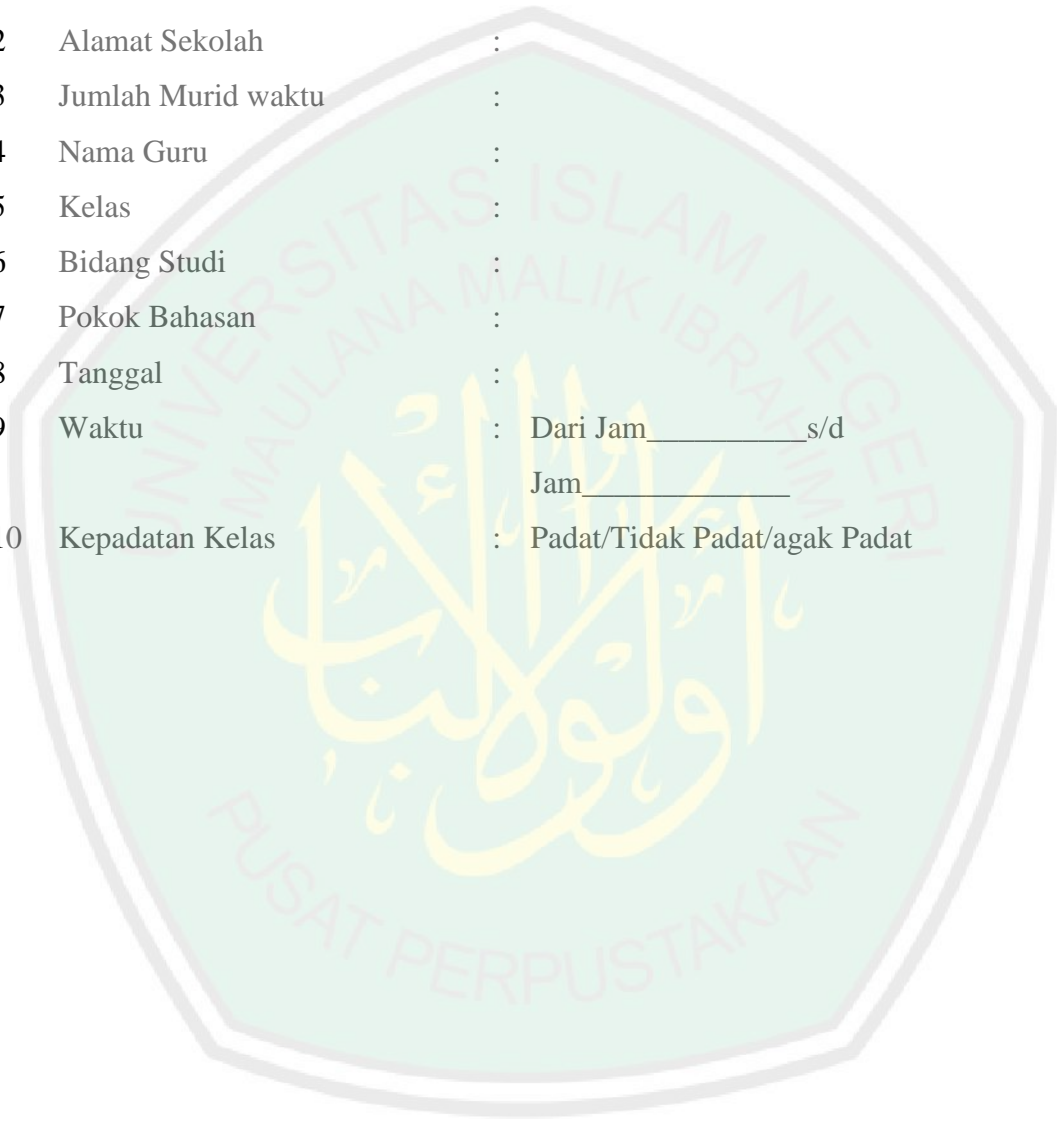 2 Alamat Sekolah :
3 Jumlah Murid waktu :
4 Nama Guru :
5 Kelas :
6 Bidang Studi :
7 Pokok Bahasan :
8 Tanggal :
9 Waktu : Dari Jam__________s/d
Jam_____________
10 Kepadatan Kelas : Padat/Tidak Padat/agak Padat
UNIVERSITAS ISLAM NEGERI
MAULANA MALIK IBRAHIM
أولوا الألباب
PUSAT PERPUSTAKAAN